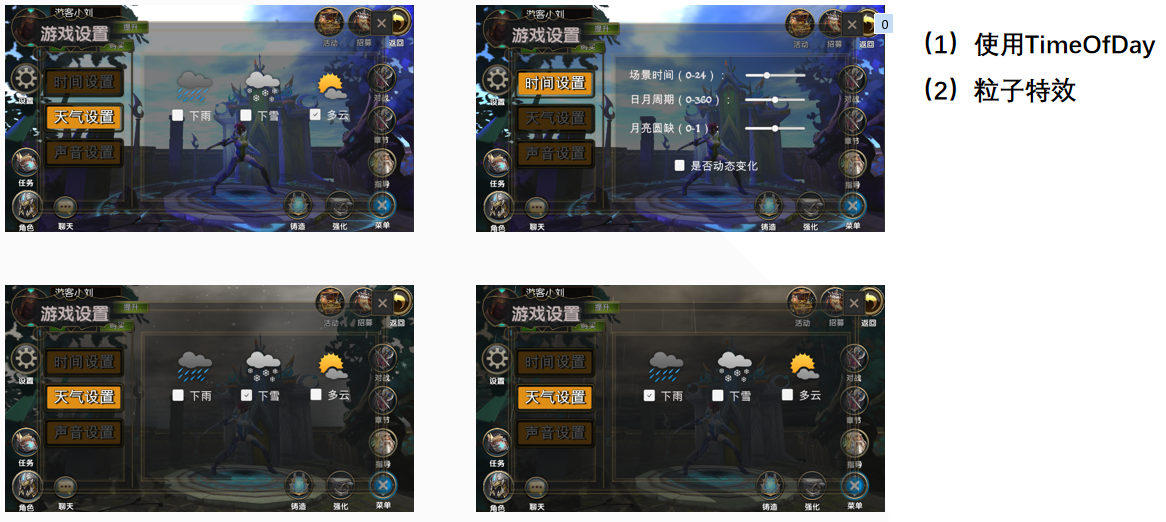 游客小刘
提升
游戏设置
购买
活动
招募
返回
时间设置
设置
天气设置
下雨
下雪
多云
对战
声音设置
章节
任务
指导
角色
聊天
铸造
强化
菜单
游客小刘
0
提升
游戏设置
购买
活动
招募
返回
时间设置
场景时间（0-24）：
设置
日月周期（0-360）：
对战
天气设置
月亮圆缺（0-1）：
章节
声音设置
是否动态变化
任务
指导
角色
聊天
铸造
强化
菜单
（1）使用TimeOfDay
（2）粒子特效
游客小刘
提升
游戏设置
购买
活动
招募
返回
时间设置
设置
天气设置
下雨
下雪
多云
对战
声音设置
章节
任务
指导
角色
聊天
铸造
强化
菜单
游客小刘
提升
游戏设置
购买
活动
招募
返回
时间设置
设置
天气设置
下雨
下雪
多云
对战
声音设置
章节
任务
指导
角色
聊天
铸造
强化
菜单